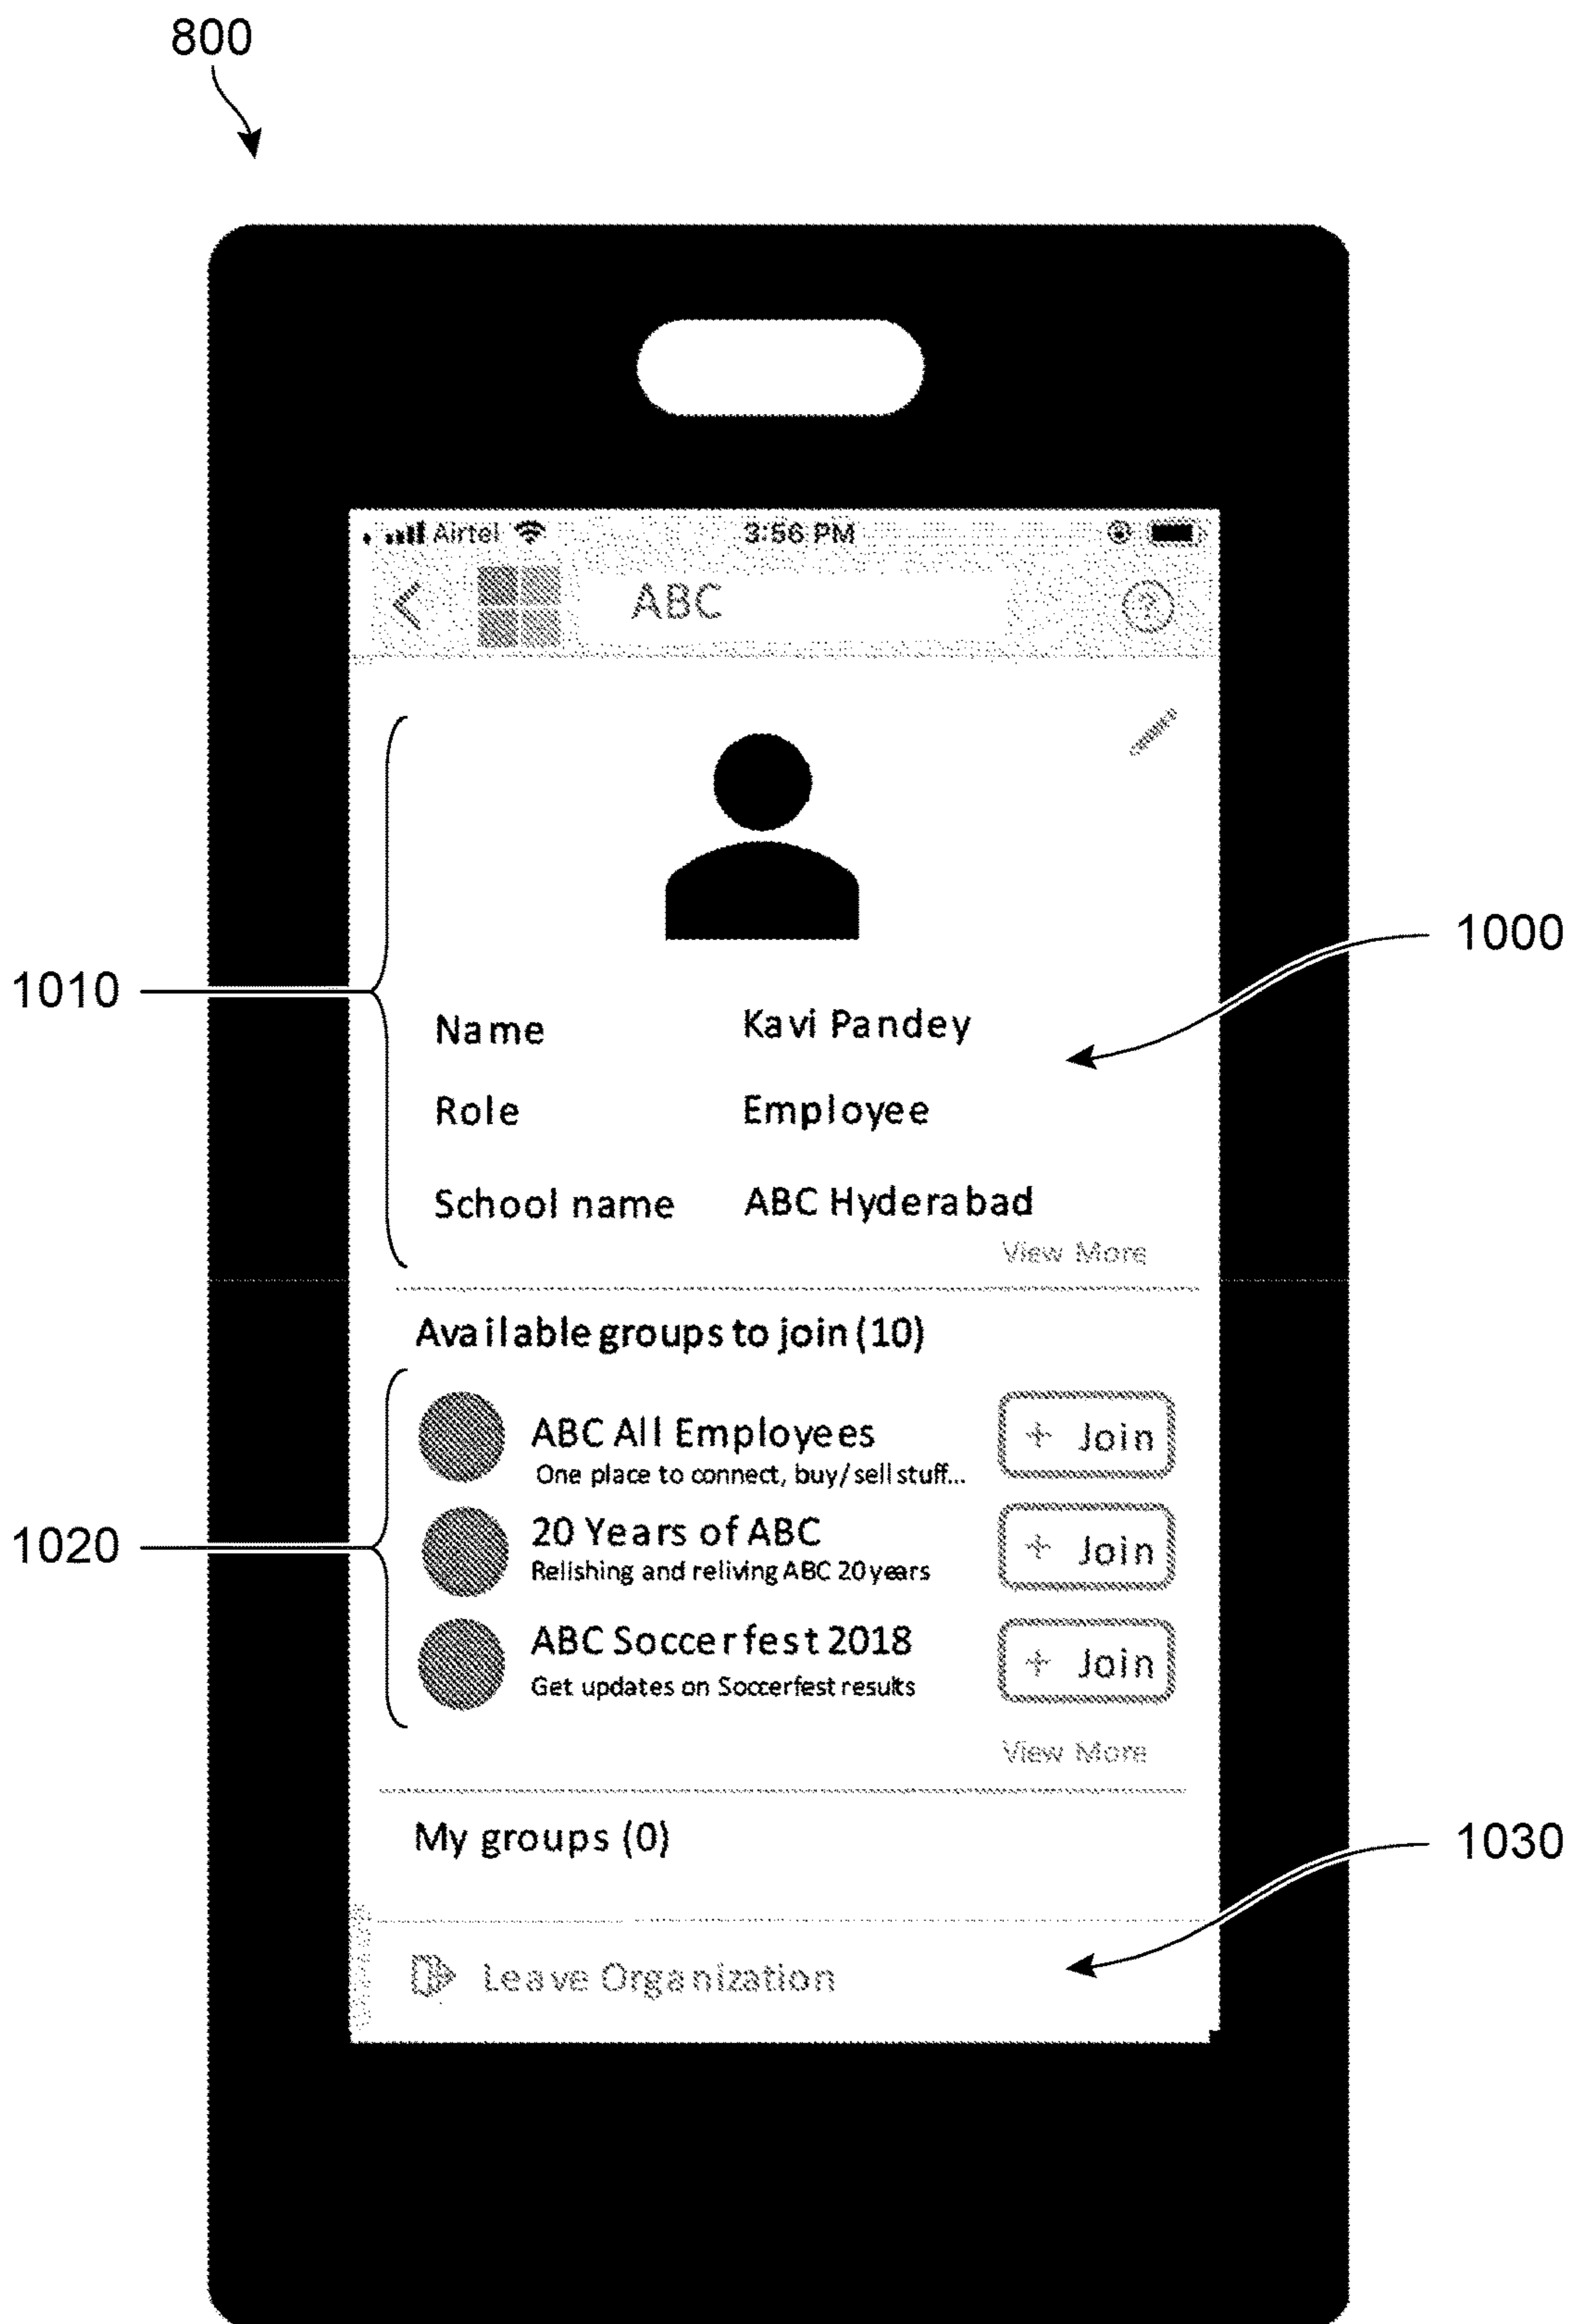 800
Airtel 3:56 PM
ABC ?
1000
1010
Name Kavi Pandey
Role Employee
School name ABC Hyderabad
View More
Available groups to join (10)
ABC All Employees
One place to connect, buy/sell stuff...
+ Join
20 Years of ABC
Relishing and reliving ABC 20 years
+ Join
1020
ABC Soccerfest 2018
Get updates on Soccerfest results
+ Join
View More
My groups (0)
1030
Leave Organization